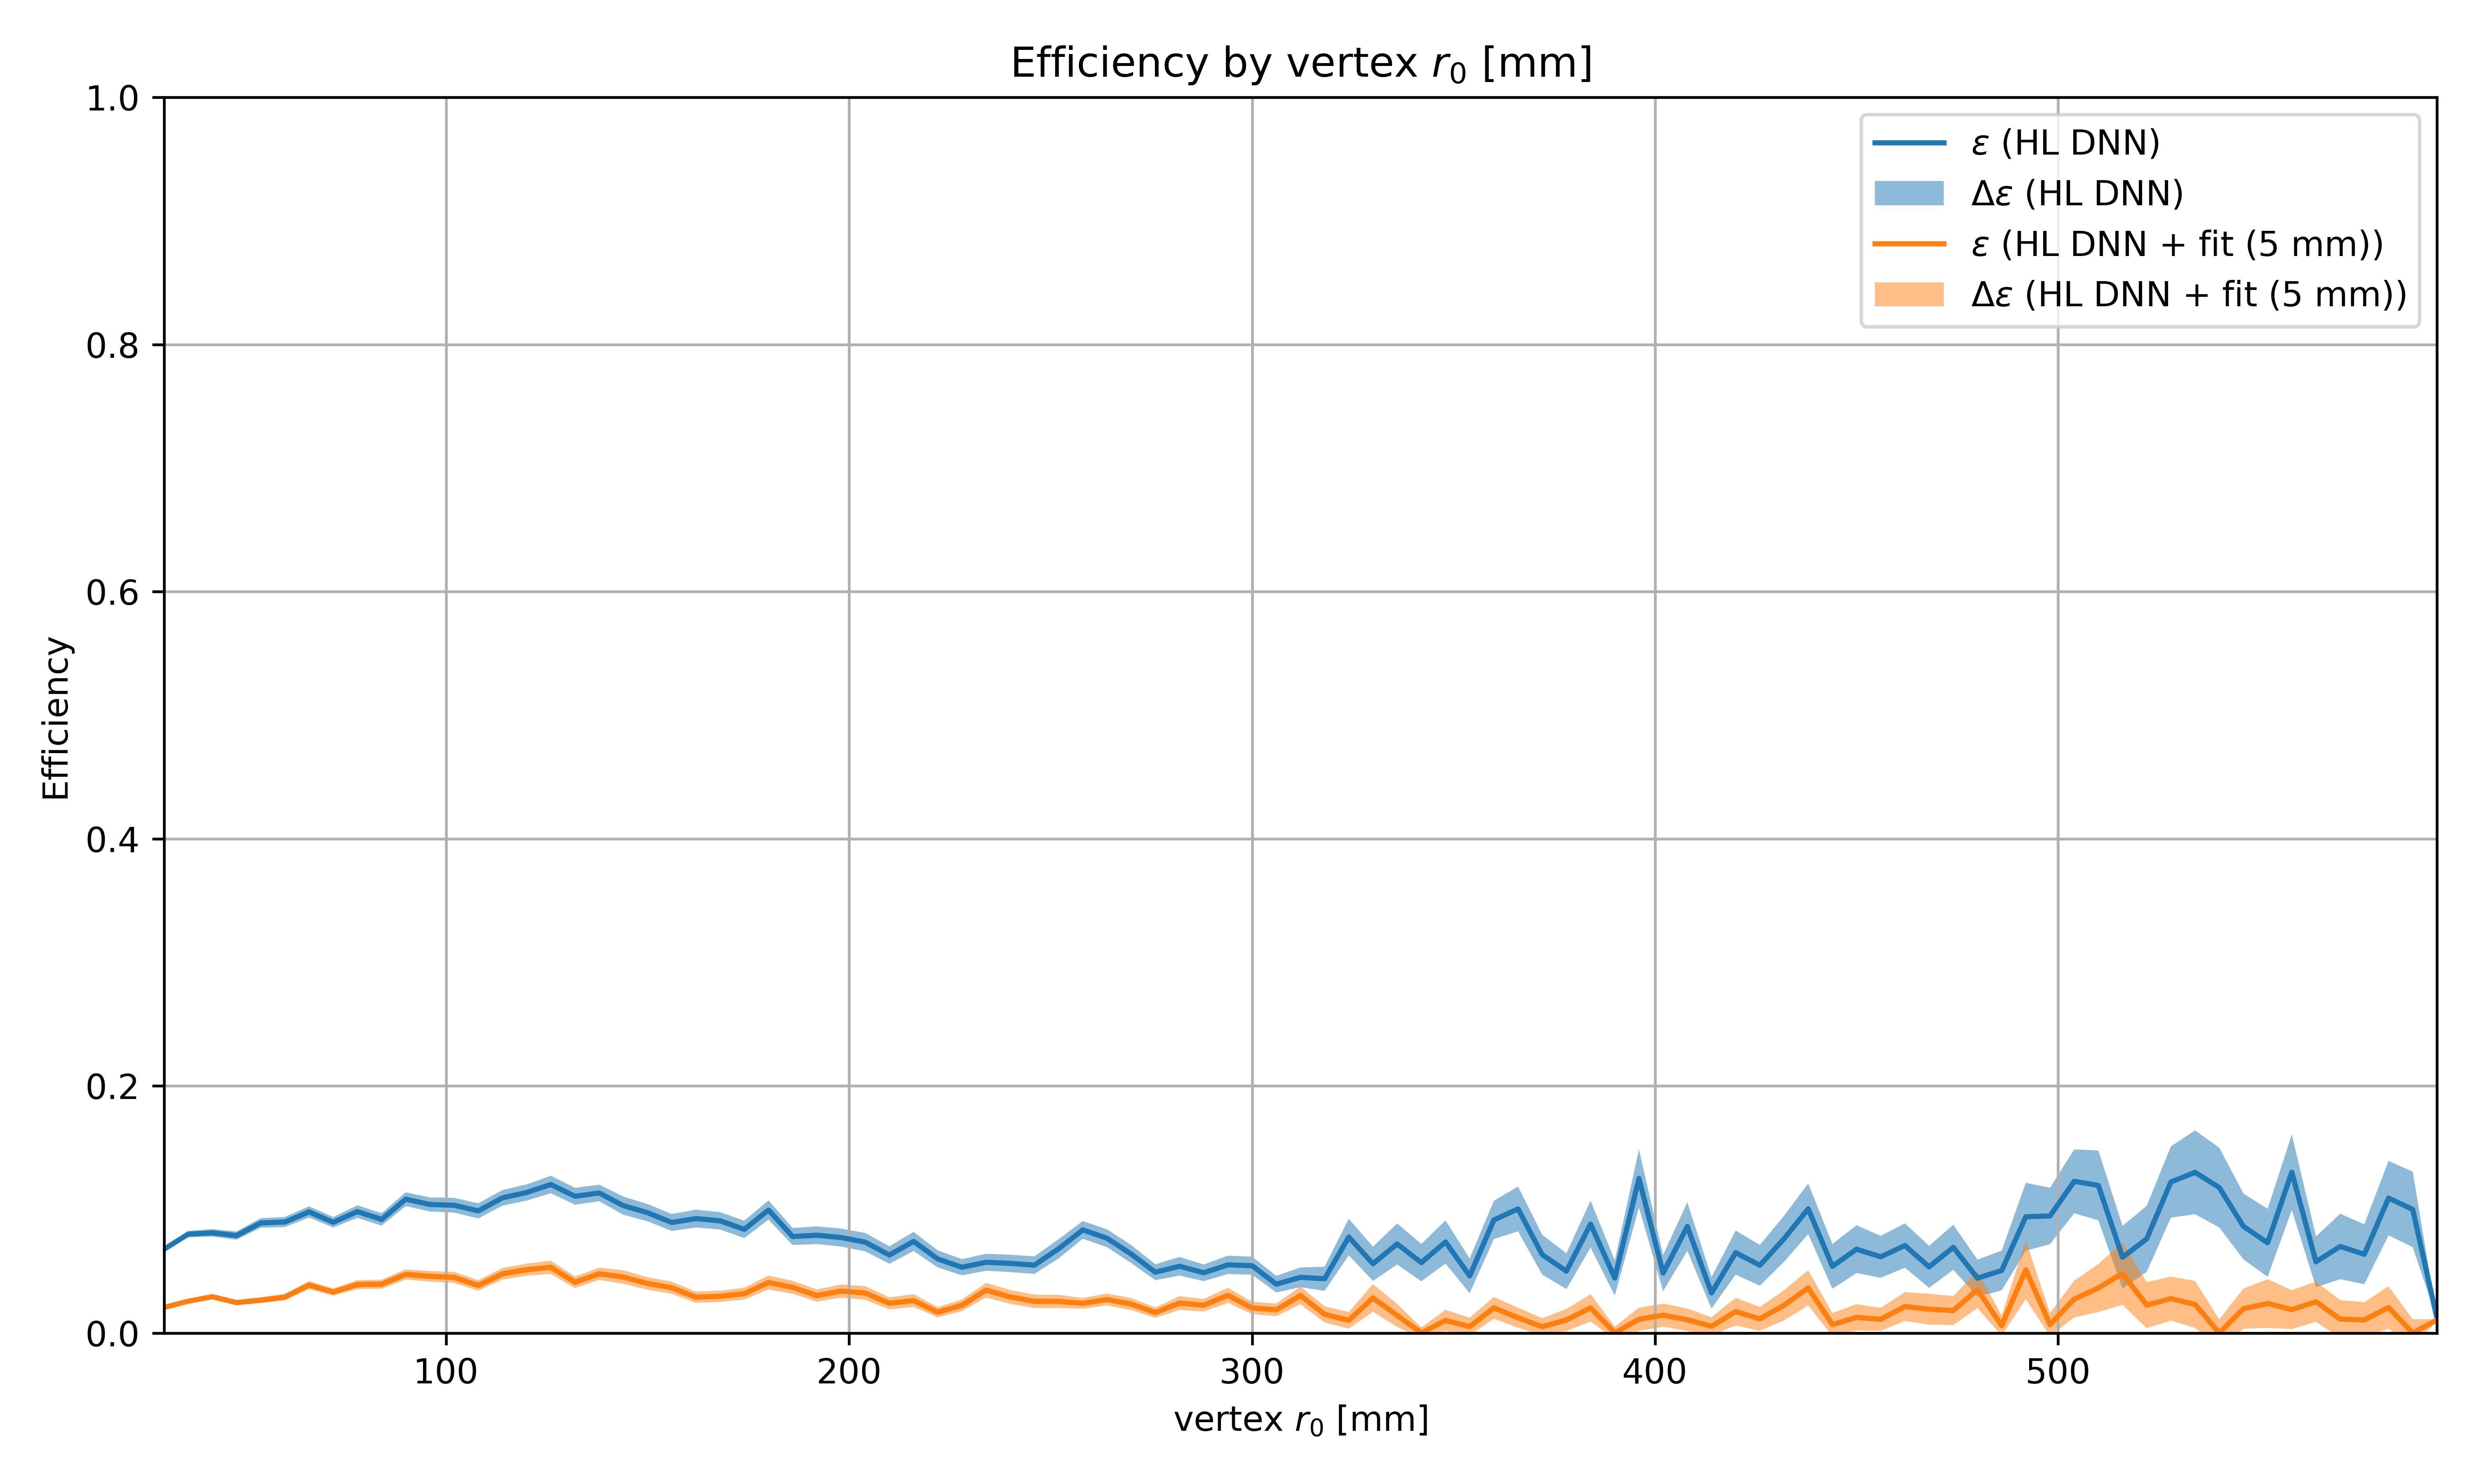 Efficiency by vertex r₀ [mm]
1.0
0.8
0.6
0.4
0.2
0.0
Efficiency
ε (HL DNN)
Δε (HL DNN)
ε (HL DNN + fit (5 mm))
Δε (HL DNN + fit (5 mm))
100 200 300 400 500
vertex r₀ [mm]